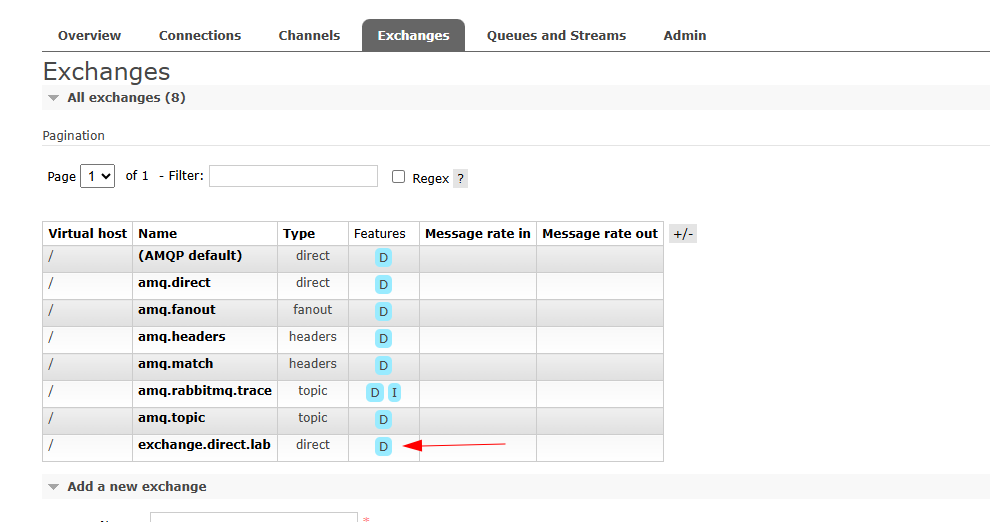 Overview Connections Channels Exchanges Queues and Streams Admin
Exchanges
All exchanges (8)
Pagination
Page 1 of 1 - Filter: Regex ?
Virtual host Name Type Features Message rate in Message rate out +/-
/ (AMQP default) direct D
/ amq.direct direct D
/ amq.fanout fanout D
/ amq.headers headers D
/ amq.match headers D
/ amq.rabbitmq.trace topic D I
/ amq.topic topic D
/ exchange.direct.lab direct D
Add a new exchange
*